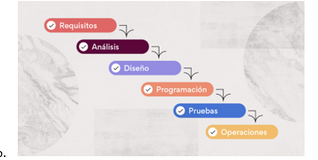 Requisitos
Análisis
Diseño
Programación
Pruebas
Operaciones